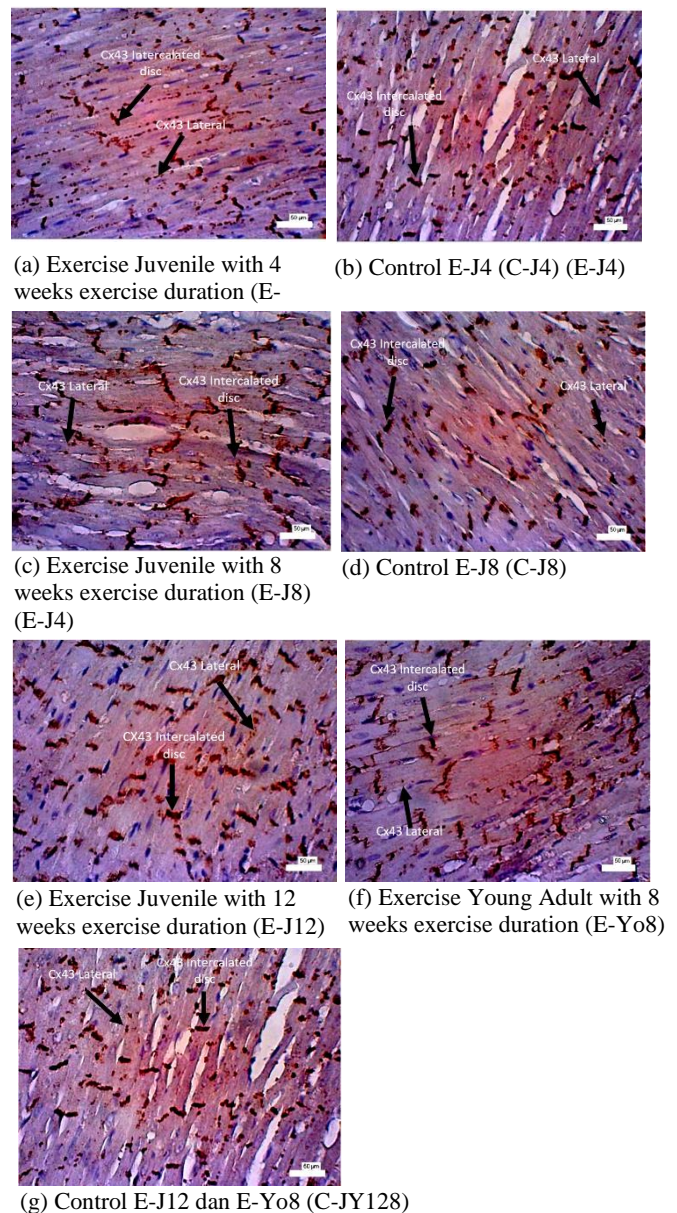 Cx43 Intercalated
disc
Cx43 Lateral
50 µm
Cx43 Lateral
Cx43 Intercalated
disc
50 µm
(a) Exercise Juvenile with 4
weeks exercise duration (E-
(b) Control E-J4 (C-J4) (E-J4)
Cx43 Lateral
Cx43 Intercalated
disc
50 µm
Cx43 Intercalated
disc
Cx43 Lateral
50 µm
(c) Exercise Juvenile with 8
weeks exercise duration (E-J8)
(E-J4)
(d) Control E-J8 (C-J8)
Cx43 Lateral
CX43 Intercalated
disc
50 µm
Cx43 Intercalated
disc
Cx43 Lateral
50 µm
(e) Exercise Juvenile with 12
weeks exercise duration (E-J12)
(f) Exercise Young Adult with 8
weeks exercise duration (E-Yo8)
Cx43 Lateral
Cx43 Intercalated
disc
50 µm
(g) Control E-J12 dan E-Yo8 (C-JY128)